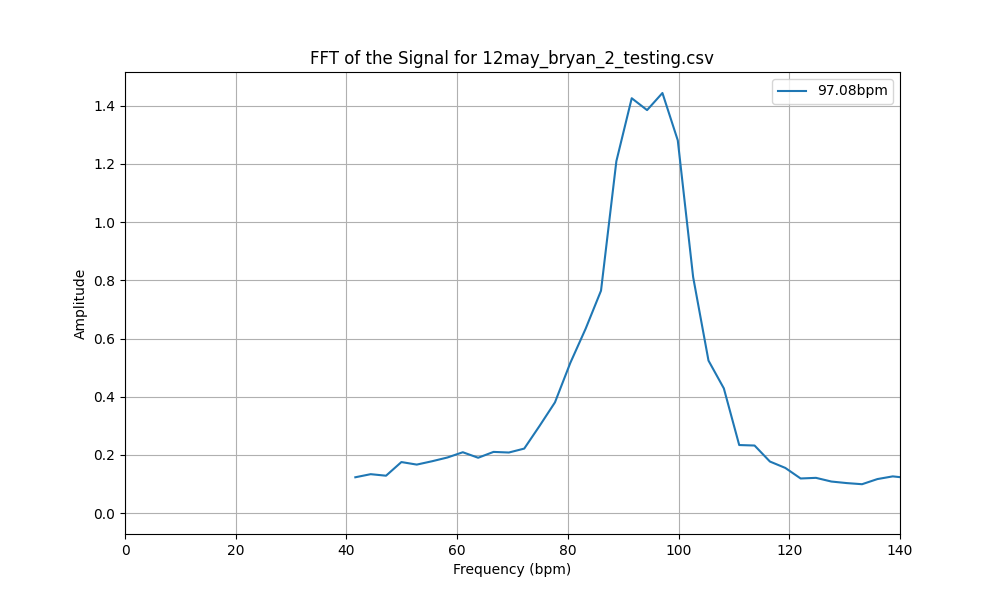 FFT of the Signal for 12may_bryan_2_testing.csv
97.08bpm
Amplitude
1.4
1.2
1.0
0.8
0.6
0.4
0.2
0.0
0 20 40 60 80 100 120 140
Frequency (bpm)